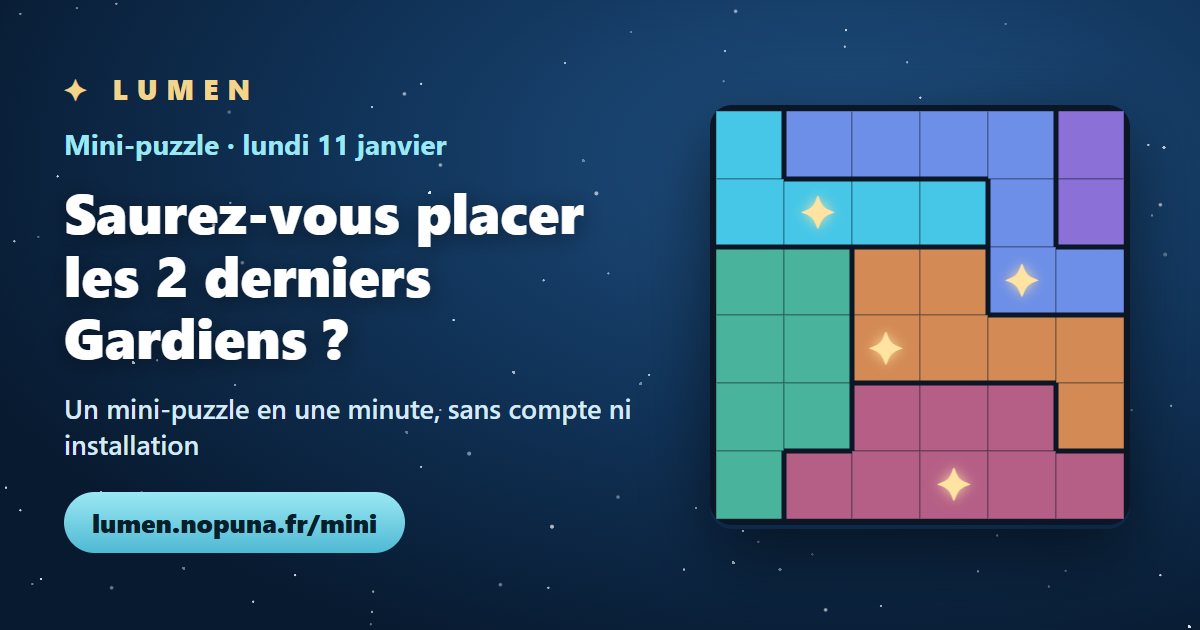 LUMEN
Mini-puzzle · lundi 11 janvier
Saurez-vous placer
les 2 derniers
Gardiens ?
Un mini-puzzle en une minute, sans compte ni
installation
lumen.nopuna.fr/mini